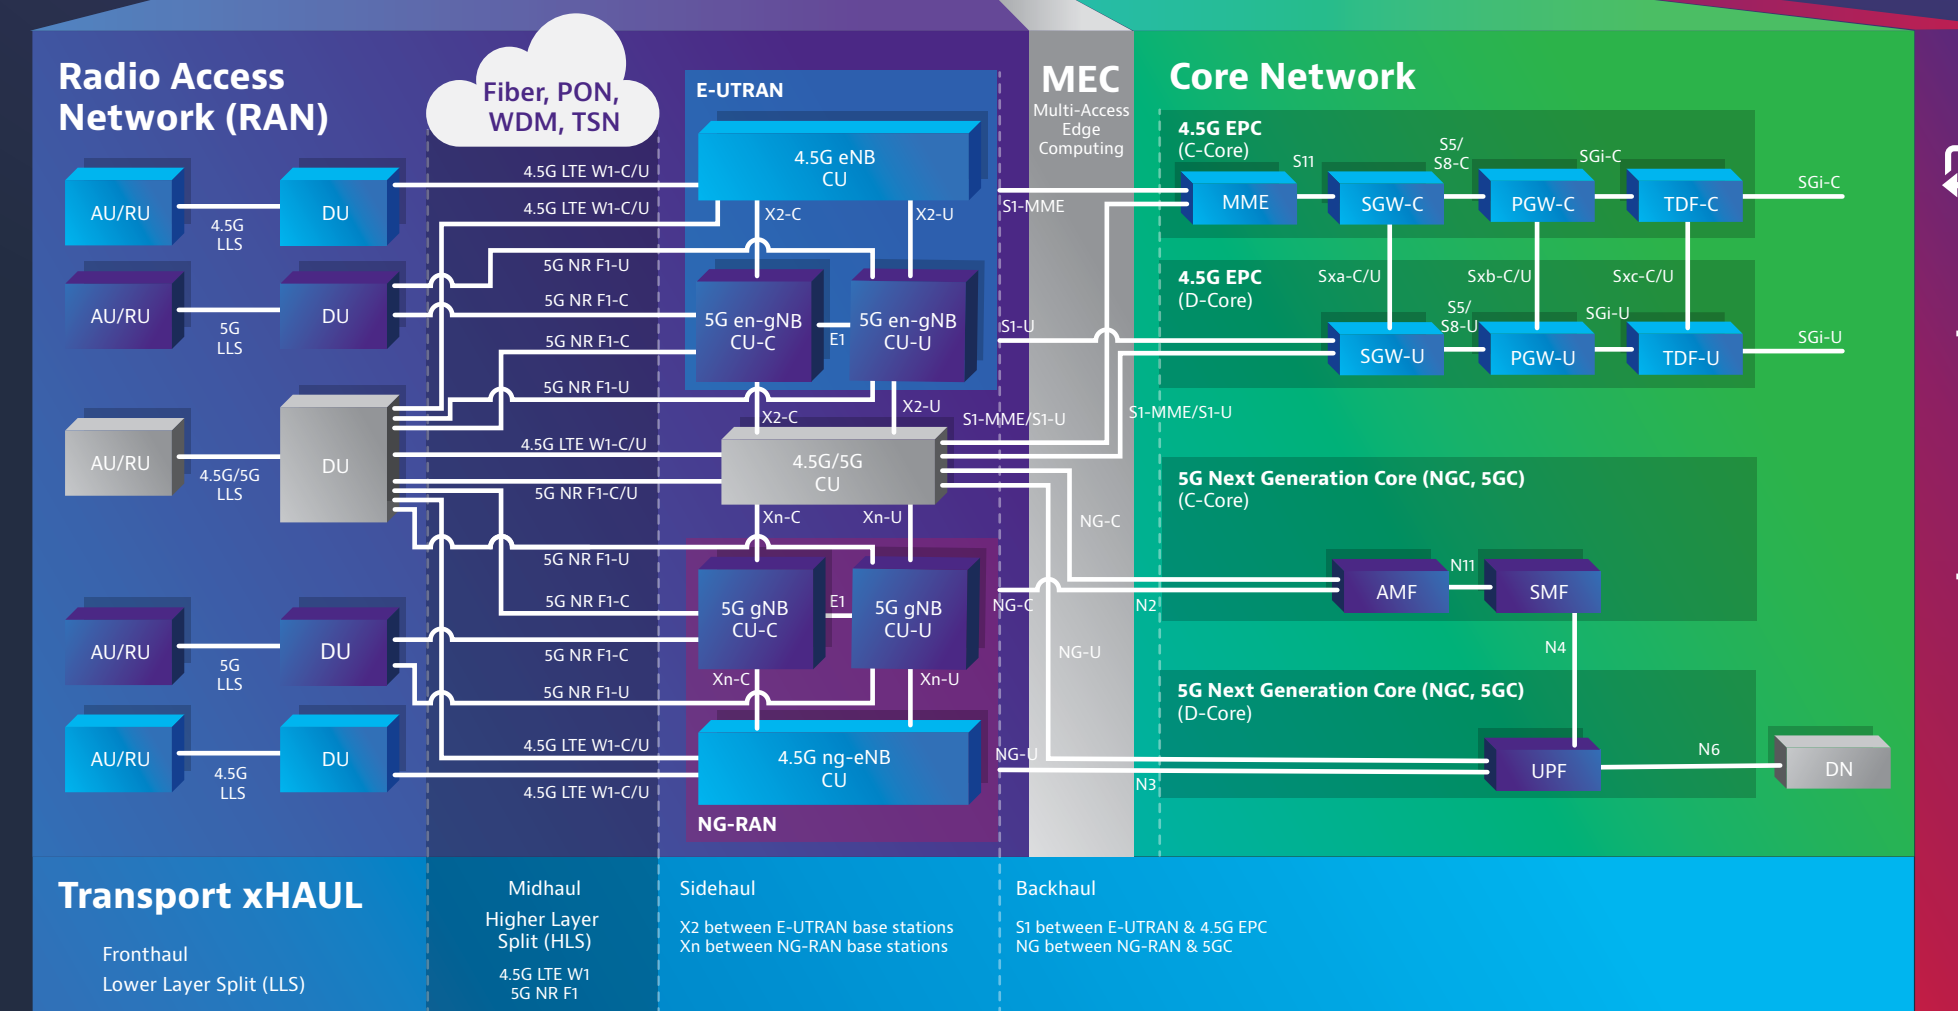 Radio Access
Network (RAN)
Fiber, PON,
WDM, TSN
E-UTRAN
MEC
Multi-Access
Edge
Computing
Core Network
4.5G EPC
(C-Core)
AU/RU
4.5G
LLS
DU
4.5G LTE W1-C/U
4.5G LTE W1-C/U
4.5G eNB
CU
X2-C
X2-U
S1-MME
MME
S11
SGW-C
S5/
S8-C
PGW-C
SGi-C
TDF-C
SGi-C
AU/RU
5G
LLS
DU
5G NR F1-U
5G NR F1-C
5G NR F1-C
5G NR F1-U
5G en-gNB
CU-C
E1
5G en-gNB
CU-U
S1-U
4.5G EPC
(D-Core)
Sxa-C/U
Sxb-C/U
Sxc-C/U
SGW-U
S5/
S8-U
PGW-U
SGi-U
TDF-U
SGi-U
X2-C
X2-U
S1-MME/S1-U
S1-MME/S1-U
AU/RU
4.5G/5G
LLS
DU
4.5G LTE W1-C/U
5G NR F1-C/U
4.5G/5G
CU
Xn-C
Xn-U
NG-C
5G Next Generation Core (NGC, 5GC)
(C-Core)
5G NR F1-U
5G NR F1-C
5G gNB
CU-C
E1
5G gNB
CU-U
NG-C
N2
AMF
N11
SMF
N4
AU/RU
5G
LLS
DU
5G NR F1-C
5G NR F1-U
Xn-C
Xn-U
NG-U
5G Next Generation Core (NGC, 5GC)
(D-Core)
AU/RU
4.5G
LLS
DU
4.5G LTE W1-C/U
4.5G LTE W1-C/U
4.5G ng-eNB
CU
NG-RAN
NG-U
N3
UPF
N6
DN
Transport xHAUL
Fronthaul
Lower Layer Split (LLS)
Midhaul
Higher Layer
Split (HLS)
4.5G LTE W1
5G NR F1
Sidehaul
X2 between E-UTRAN base stations
Xn between NG-RAN base stations
Backhaul
S1 between E-UTRAN & 4.5G EPC
NG between NG-RAN & 5GC